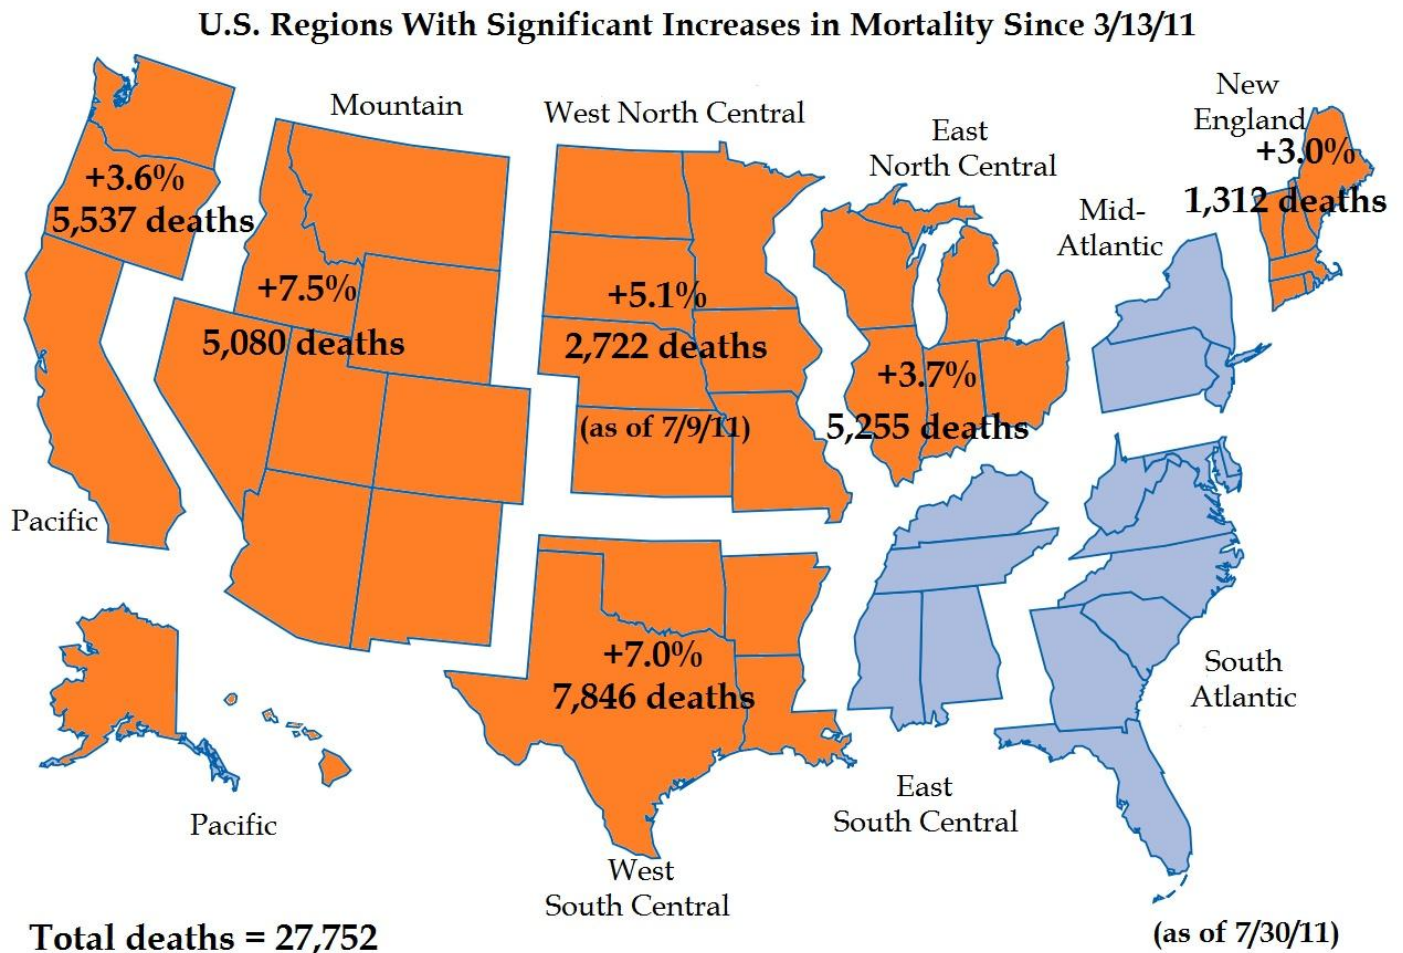 U.S. Regions With Significant Increases in Mortality Since 3/13/11
Mountain
West North Central
East
North Central
New
England
+3.0%
1,312 deaths
Mid-
Atlantic
+3.6%
5,537 deaths
+7.5%
5,080 deaths
+5.1%
2,722 deaths
(as of 7/9/11)
+3.7%
5,255 deaths
Pacific
+7.0%
7,846 deaths
South
Atlantic
Pacific
East
South Central
West
South Central
Total deaths = 27,752
(as of 7/30/11)